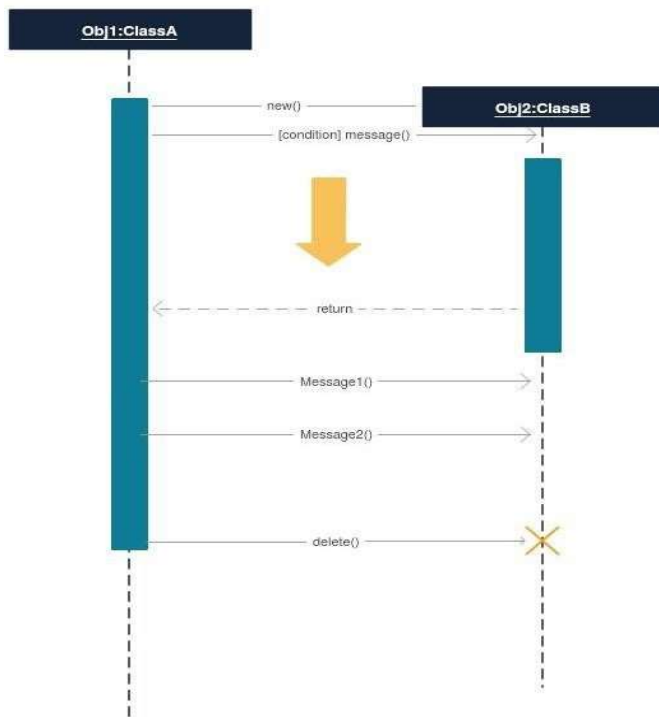 Obj1:ClassA
new()
Obj2:ClassB
[condition] message()
return
Message1()
Message2()
delete()